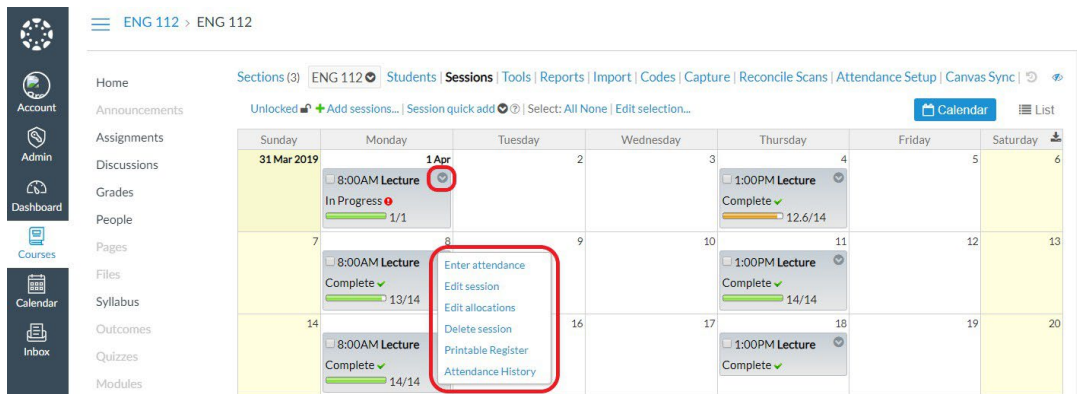 ENG 112 > ENG 112
Account
Admin
Dashboard
Courses
Calendar
Inbox
Home
Announcements
Assignments
Discussions
Grades
People
Pages
Files
Syllabus
Outcomes
Quizzes
Modules
Sections (3) ENG 112 Students | Sessions | Tools | Reports | Import | Codes | Capture | Reconcile Scans | Attendance Setup | Canvas Sync |
Unlocked Add sessions... | Session quick add | Select: All None | Edit selection...
Calendar List
Sunday Monday Tuesday Wednesday Thursday Friday Saturday
31 Mar 2019 1 Apr 2 3 4 5 6
8:00AM Lecture 1:00PM Lecture
In Progress Complete
1/1 12.6/14
7 8 9 10 11 12 13
8:00AM Lecture 1:00PM Lecture
Complete Complete
13/14 14/14
Enter attendance
Edit session
Edit allocations
Delete session
Printable Register
Attendance History
14 16 17 18 19 20
8:00AM Lecture 1:00PM Lecture
Complete Complete
14/14